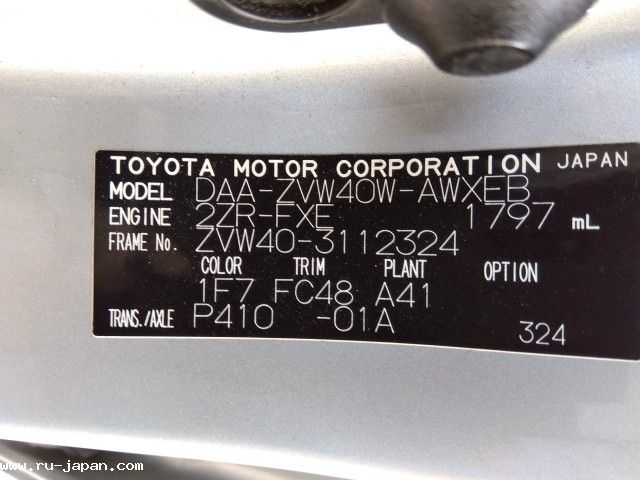 TOYOTA MOTOR CORPORATION JAPAN
MODEL DAA-ZVW40W-AWXEB
ENGINE 2ZR-FXE 1797 mL
FRAME No. ZVW40-3112324
COLOR TRIM PLANT OPTION
1F7 FC48 A41
TRANS./AXLE P410 -01A 324
www.ru-japan.com